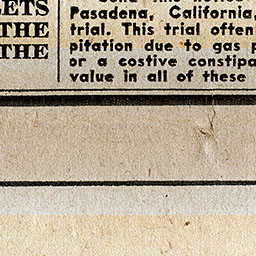 LETS
THE
THE
Pasadena, California,
trial. This trial often
pitation due to gas p
or a costive constipa
value in all of these